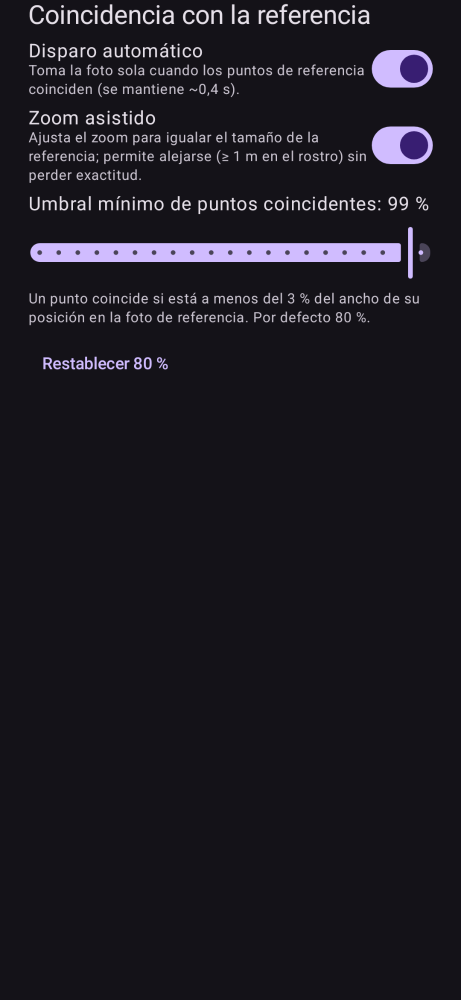 Coincidencia con la referencia
Disparo automático
Toma la foto sola cuando los puntos de referencia
coinciden (se mantiene ~0,4 s).
Zoom asistido
Ajusta el zoom para igualar el tamaño de la
referencia; permite alejarse (≥ 1 m en el rostro) sin
perder exactitud.
Umbral mínimo de puntos coincidentes: 99 %
Un punto coincide si está a menos del 3 % del ancho de su
posición en la foto de referencia. Por defecto 80 %.
Restablecer 80 %